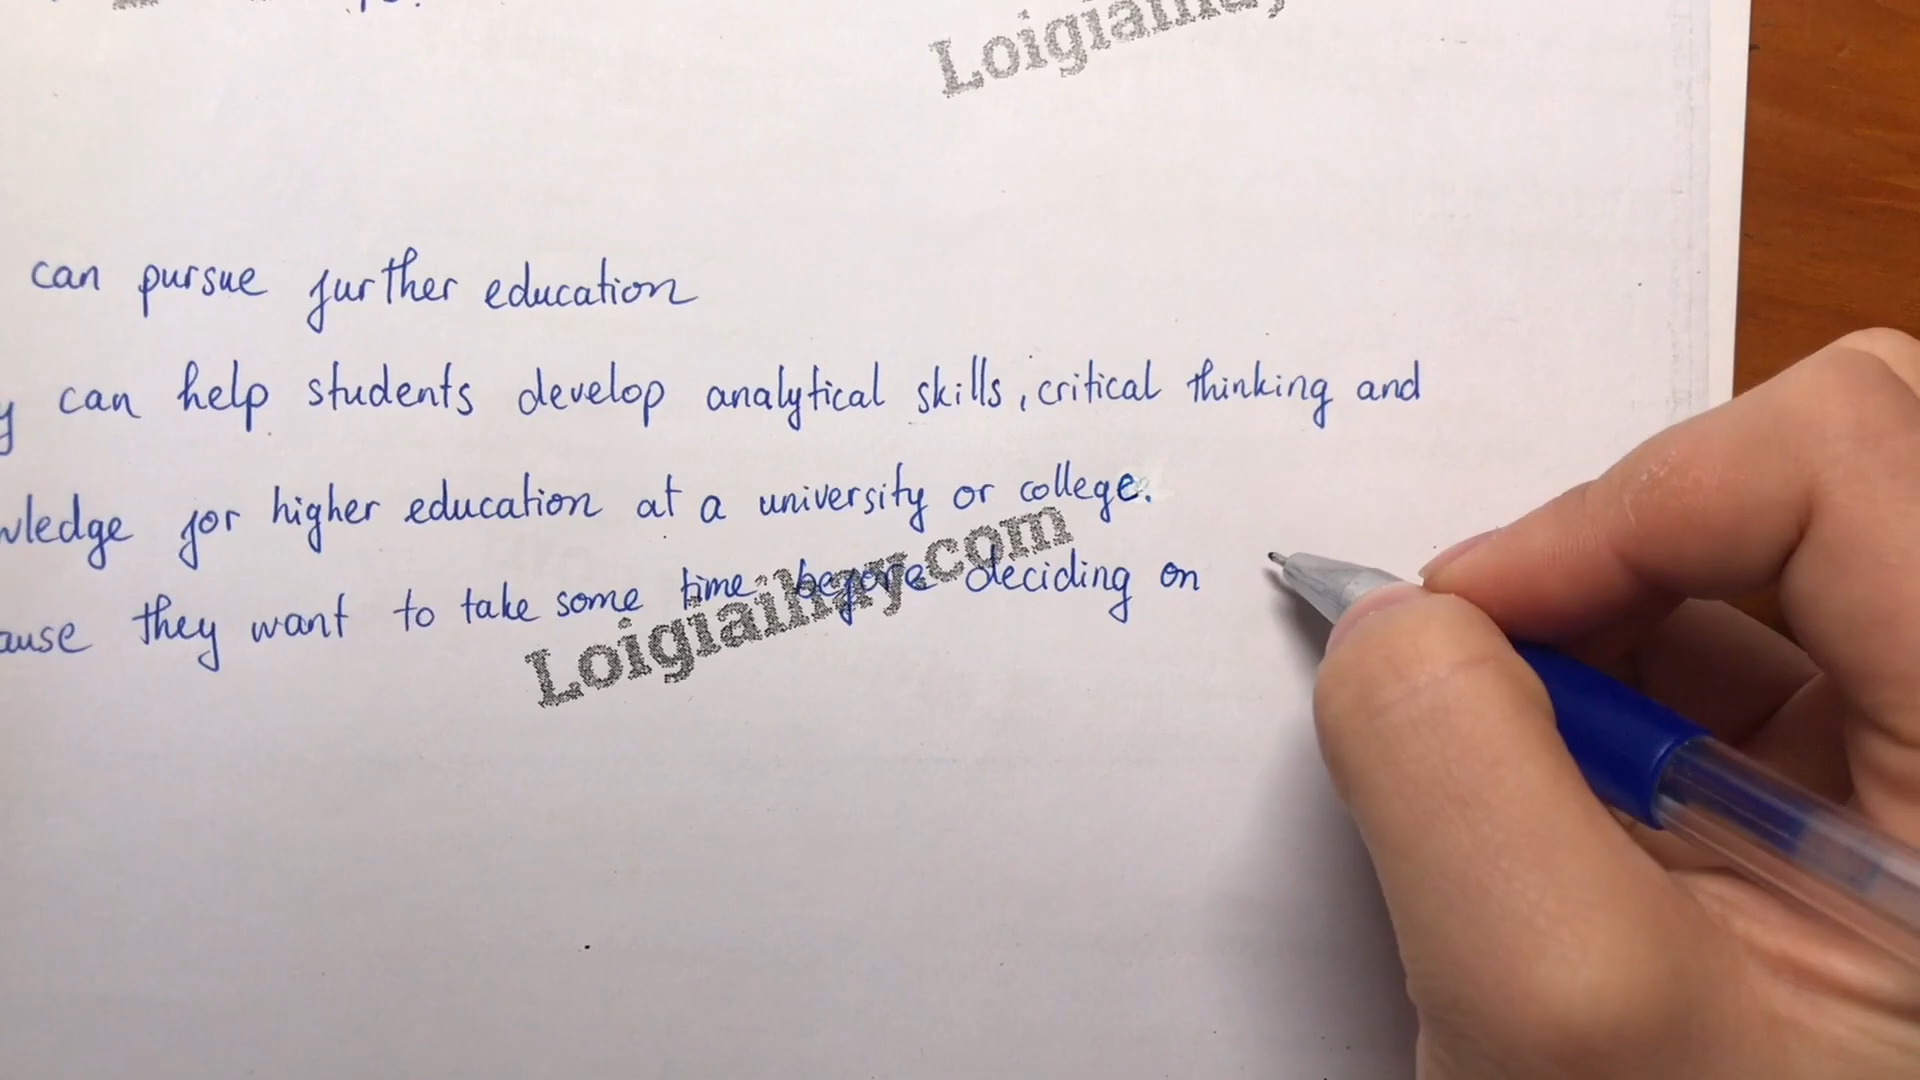 Loigiaihay
can pursue further education
y can help students develop analytical skills, critical thinking and
wledge for higher education at a university or college.
ause they want to take some time before deciding on
Loigiaihay.com